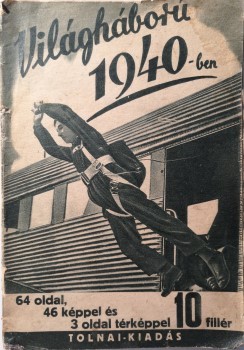 Világháború
1940-ben
64 oldal,
46 képpel és
3 oldal térképpel
10
fillér
TOLNAI-KIADÁS